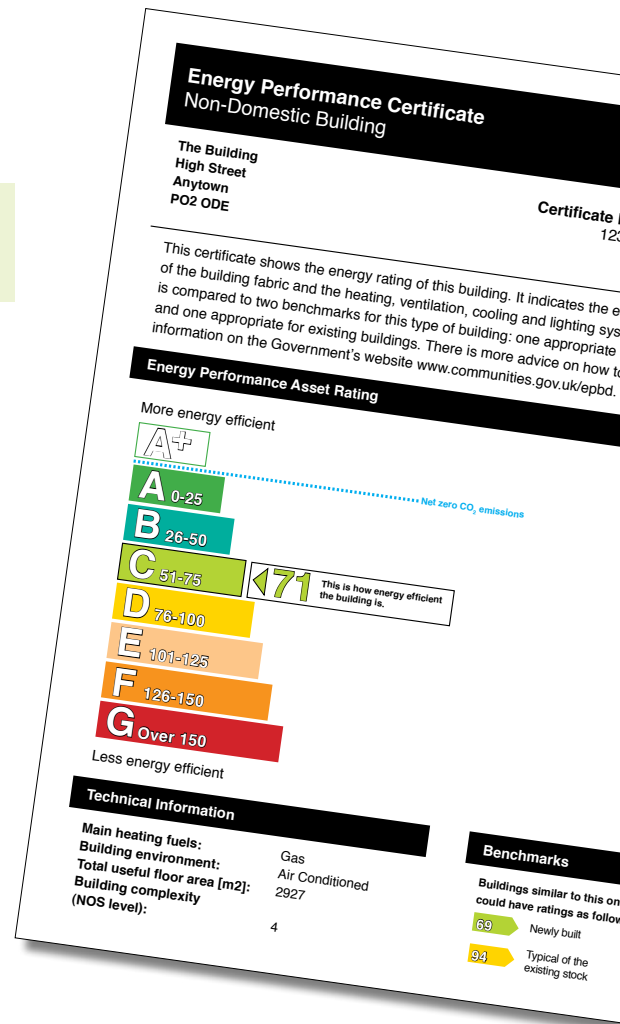 Energy Performance Certificate
Non-Domestic Building
The Building
High Street
Anytown
PO2 ODE
Certificate
123
This certificate shows the energy rating of this building. It indicates the e
of the building fabric and the heating, ventilation, cooling and lighting sys
is compared to two benchmarks for this type of building: one appropriate
and one appropriate for existing buildings. There is more advice on how to
information on the Government's website www.communities.gov.uk/epbd.
Energy Performance Asset Rating
More energy efficient
A+
Net zero CO₂ emissions
A 0-25
B 26-50
C 51-75
71
This is how energy efficient
the building is.
D 76-100
E 101-125
F 126-150
G Over 150
Less energy efficient
Technical Information
Main heating fuels: Gas
Building environment: Air Conditioned
Total useful floor area [m2]: 2927
Building complexity
(NOS level): 4
Benchmarks
Buildings similar to this on
could have ratings as follow
69 Newly built
94 Typical of the
existing stock